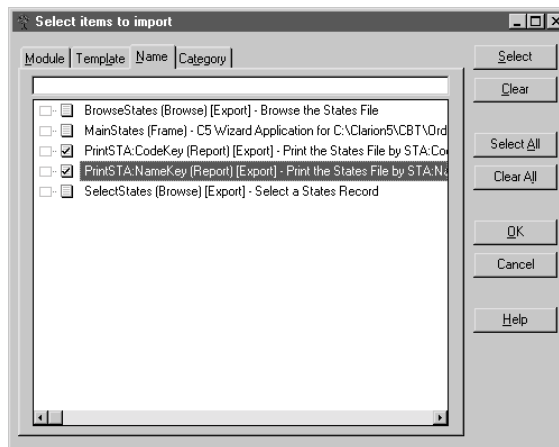 Select items to import
Module Template Name Category
BrowseStates (Browse) [Export] - Browse the States File
MainStates (Frame) - C5 Wizard Application for C:\Clarion5\CBT\Ord
PrintSTA:CodeKey (Report) [Export] - Print the States File by STA:Co
PrintSTA:NameKey (Report) [Export] - Print the States File by STA:Na
SelectStates (Browse) [Export] - Select a States Record
Select
Clear
Select All
Clear All
OK
Cancel
Help